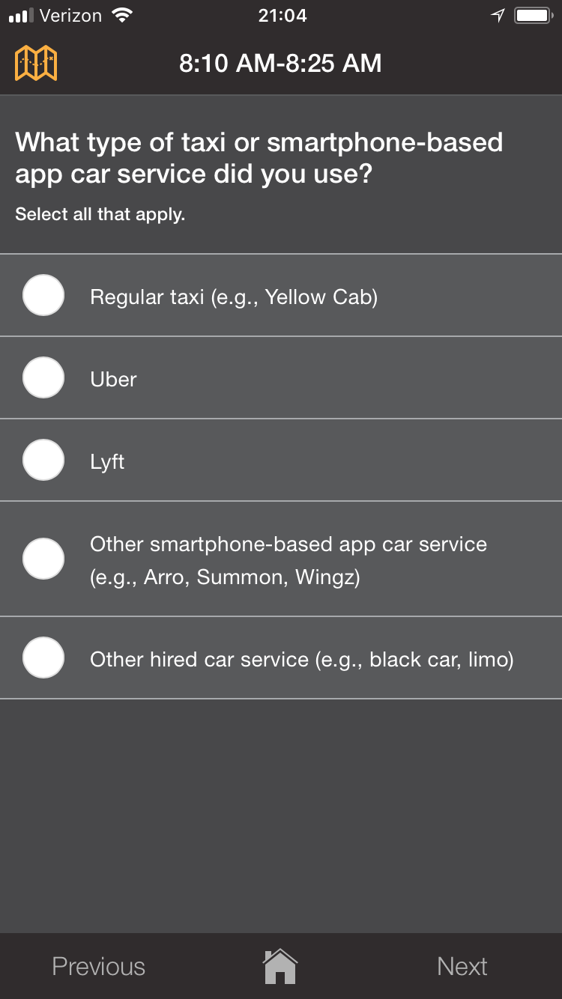 Verizon
21:04
8:10 AM-8:25 AM
What type of taxi or smartphone-based
app car service did you use?
Select all that apply.
Regular taxi (e.g., Yellow Cab)
Uber
Lyft
Other smartphone-based app car service
(e.g., Arro, Summon, Wingz)
Other hired car service (e.g., black car, limo)
Previous
Next